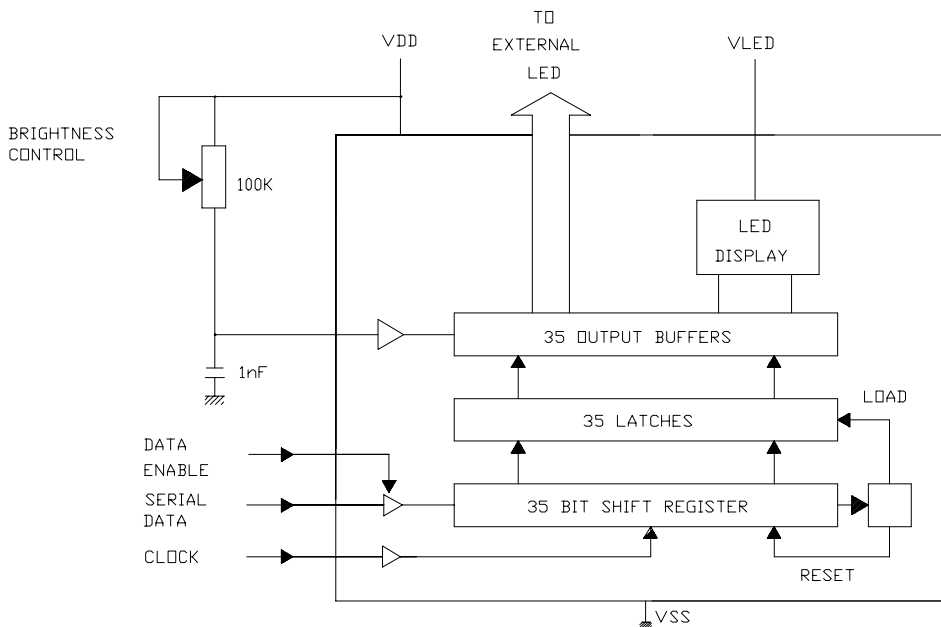 TO
EXTERNAL
LED
VDD
VLED
BRIGHTNESS
CONTROL
100K
LED
DISPLAY
35 OUTPUT BUFFERS
1nF
LOAD
35 LATCHES
DATA
ENABLE
SERIAL
DATA
35 BIT SHIFT REGISTER
CLOCK
RESET
VSS